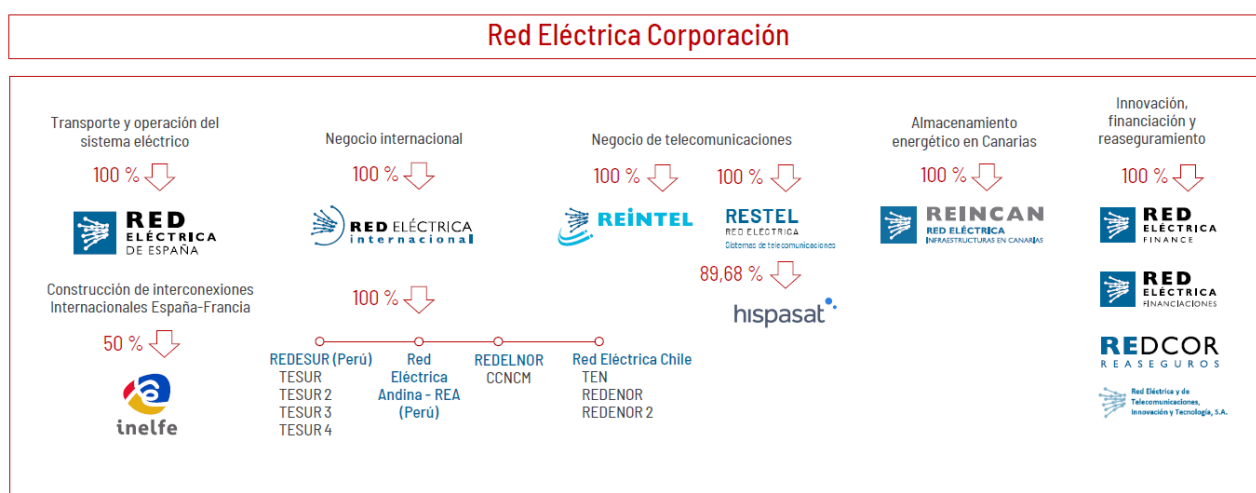 Red Eléctrica Corporación
Transporte y operación del
sistema eléctrico
100 %
RED
ELÉCTRICA
DE ESPAÑA
Construcción de interconexiones
Internacionales España-Francia
50 %
inelfe
Negocio internacional
100 %
RED ELÉCTRICA
internacional
100 %
REDESUR (Perú)
TESUR
TESUR 2
TESUR 3
TESUR 4
Red
Eléctrica
Andina - REA
(Perú)
REDELNOR
CCNCM
Red Eléctrica Chile
TEN
REDENOR
REDENOR 2
Negocio de telecomunicaciones
100 %
REiNTEL
100 %
RESTEL
RED ELÉCTRICA
Sistemas de telecomunicaciones
89,68 %
hispasat
Almacenamiento
energético en Canarias
100 %
REINCAN
RED ELÉCTRICA
INFRAESTRUCTURAS EN CANARIAS
Innovación,
financiación y
reaseguramiento
100 %
RED
ELÉCTRICA
FINANCE
RED
ELÉCTRICA
FINANCIACIONES
REDCOR
REASEGUROS
Red Eléctrica y de
Telecomunicaciones,
Innovación y Tecnología, S.A.